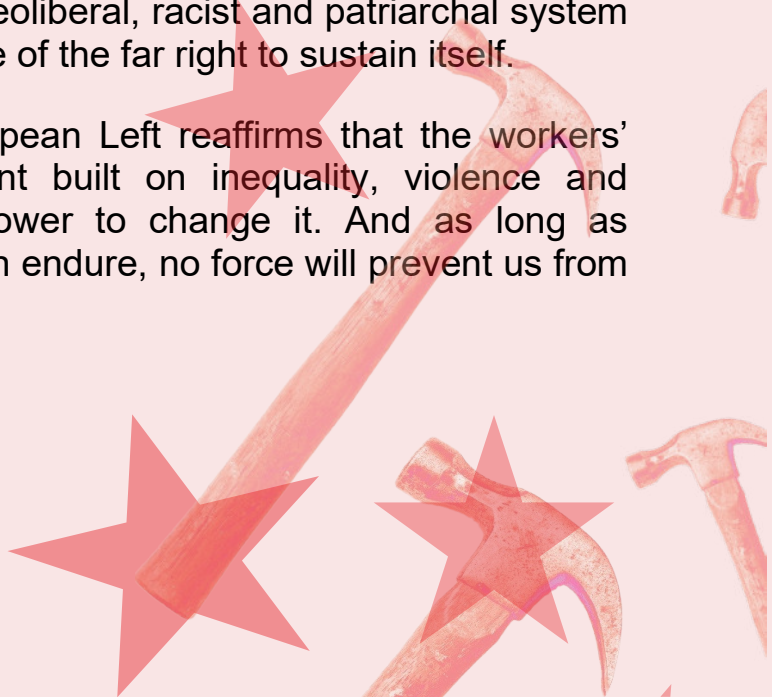 eoliberal, racist and patriarchal system
e of the far right to sustain itself.
pean Left reaffirms that the workers’
nt built on inequality, violence and
ower to change it. And as long as
n endure, no force will prevent us from